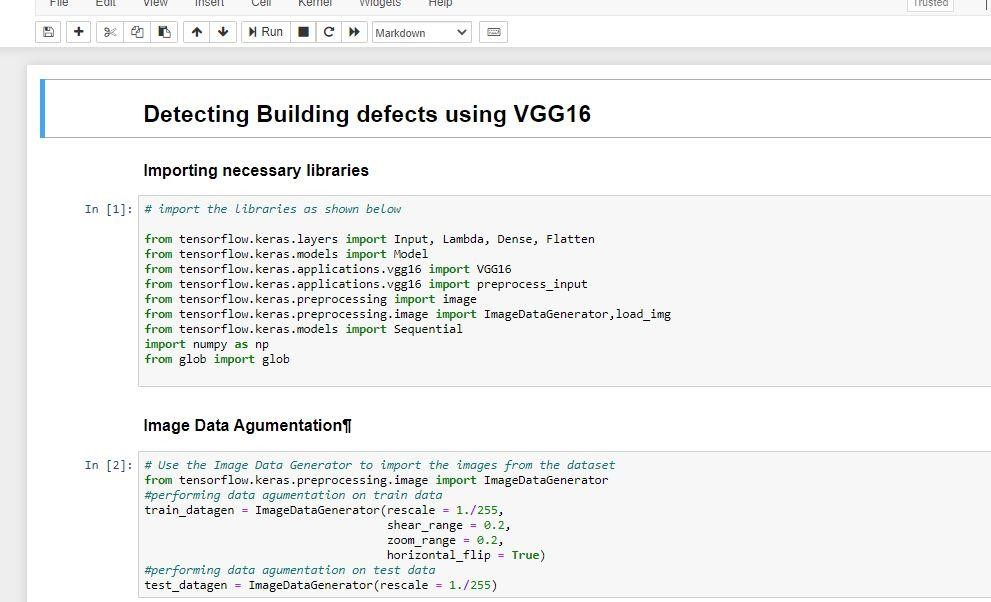 File Edit View Insert Cell Kernel Widgets Help Trusted
Run Markdown
Detecting Building defects using VGG16
Importing necessary libraries
In [1]: # import the libraries as shown below
from tensorflow.keras.layers import Input, Lambda, Dense, Flatten
from tensorflow.keras.models import Model
from tensorflow.keras.applications.vgg16 import VGG16
from tensorflow.keras.applications.vgg16 import preprocess_input
from tensorflow.keras.preprocessing import image
from tensorflow.keras.preprocessing.image import ImageDataGenerator,load_img
from tensorflow.keras.models import Sequential
import numpy as np
from glob import glob
Image Data Agumentation¶
In [2]: # Use the Image Data Generator to import the images from the dataset
from tensorflow.keras.preprocessing.image import ImageDataGenerator
#performing data agumentation on train data
train_datagen = ImageDataGenerator(rescale = 1./255,
shear_range = 0.2,
zoom_range = 0.2,
horizontal_flip = True)
#performing data agumentation on test data
test_datagen = ImageDataGenerator(rescale = 1./255)